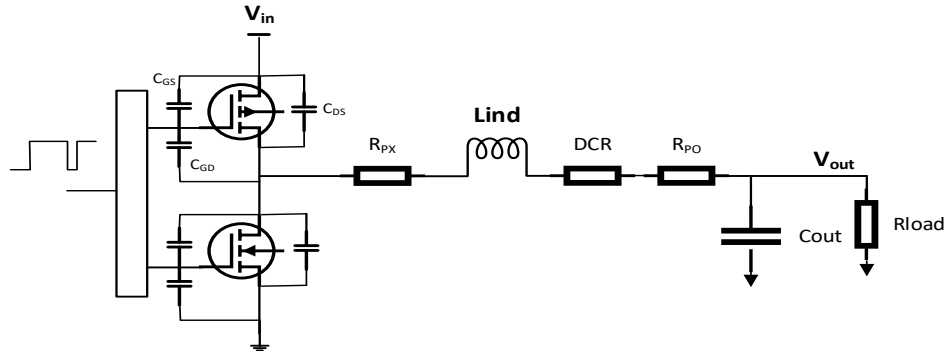 Vin
CGS
CDS
CGD
RPX
Lind
DCR
RPO
Vout
Cout
Rload